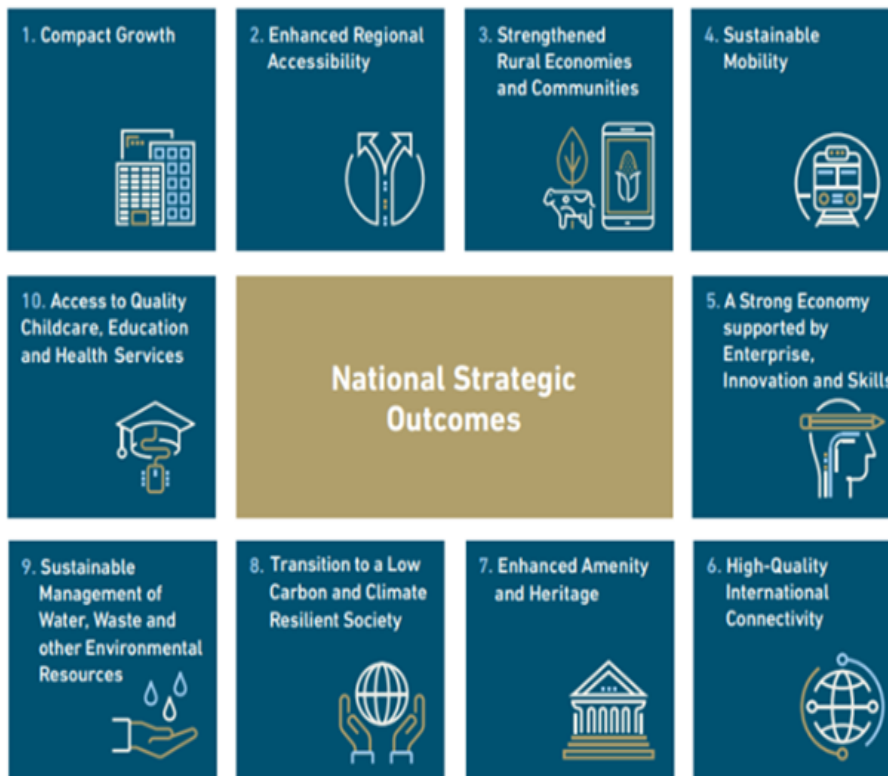 1. Compact Growth
2. Enhanced Regional
Accessibility
3. Strengthened
Rural Economies
and Communities
4. Sustainable
Mobility
10. Access to Quality
Childcare, Education
and Health Services
National Strategic
Outcomes
5. A Strong Economy
supported by
Enterprise,
Innovation and Skills
9. Sustainable
Management of
Water, Waste and
other Environmental
Resources
8. Transition to a Low
Carbon and Climate
Resilient Society
7. Enhanced Amenity
and Heritage
6. High-Quality
International
Connectivity